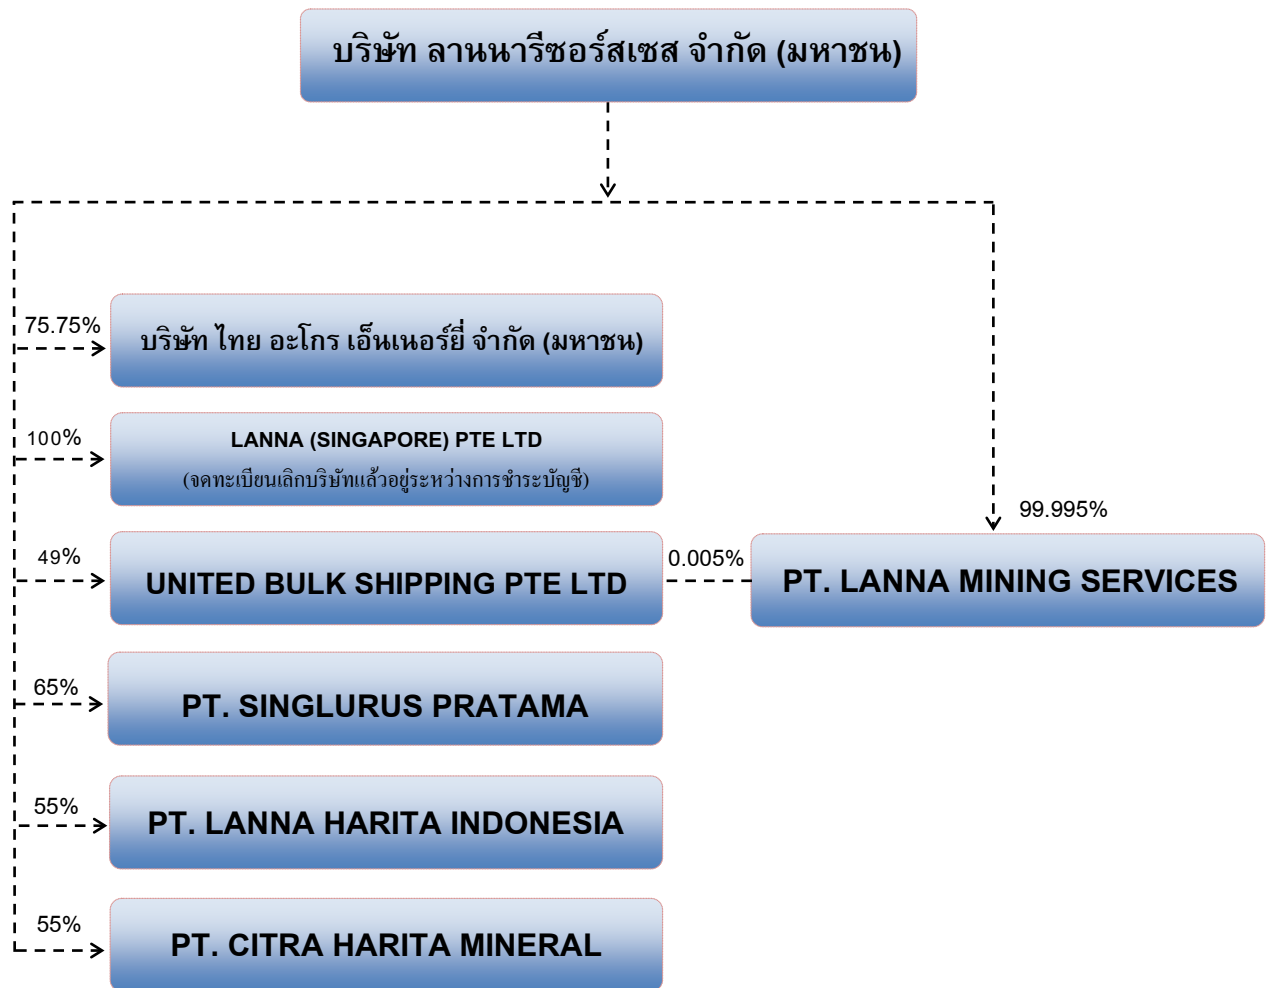 บริษัท ลานนารีซอร์สเซส จำกัด (มหาชน)
75.75%
บริษัท ไทย อะโกร เอ็นเนอร์ยี่ จำกัด (มหาชน)
100%
LANNA (SINGAPORE) PTE LTD
(จดทะเบียนเลิกบริษัทแล้วอยู่ระหว่างการชำระบัญชี)
99.995%
49%
UNITED BULK SHIPPING PTE LTD
0.005%
PT. LANNA MINING SERVICES
65%
PT. SINGLURUS PRATAMA
55%
PT. LANNA HARITA INDONESIA
55%
PT. CITRA HARITA MINERAL